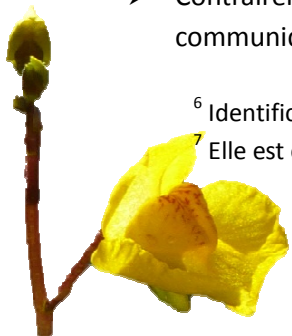 ➢ Contrairem
communic
⁶ Identific
⁷ Elle est